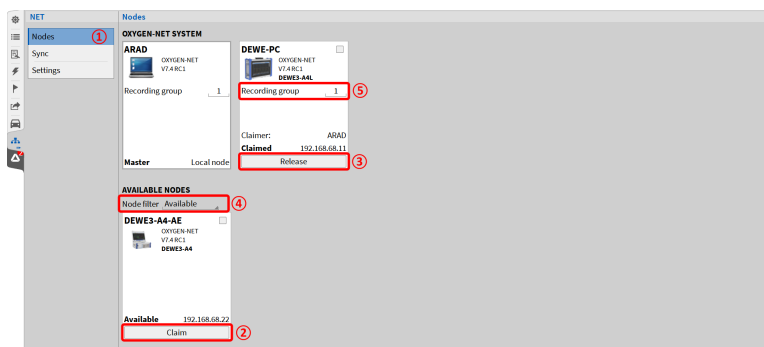 NET
Nodes
Nodes
①
Sync
Settings
OXYGEN-NET SYSTEM
ARAD
OXYGEN-NET
V7.4 RC1
Recording group 1
Master Local node
DEWE-PC
OXYGEN-NET
V7.4 RC1
DEWE3-A4L
Recording group 1
⑤
Claimer: ARAD
Claimed 192.168.68.11
Release
③
AVAILABLE NODES
Node filter Available
④
DEWE3-A4-AE
OXYGEN-NET
V7.4 RC1
DEWE3-A4
Available 192.168.68.22
Claim
②